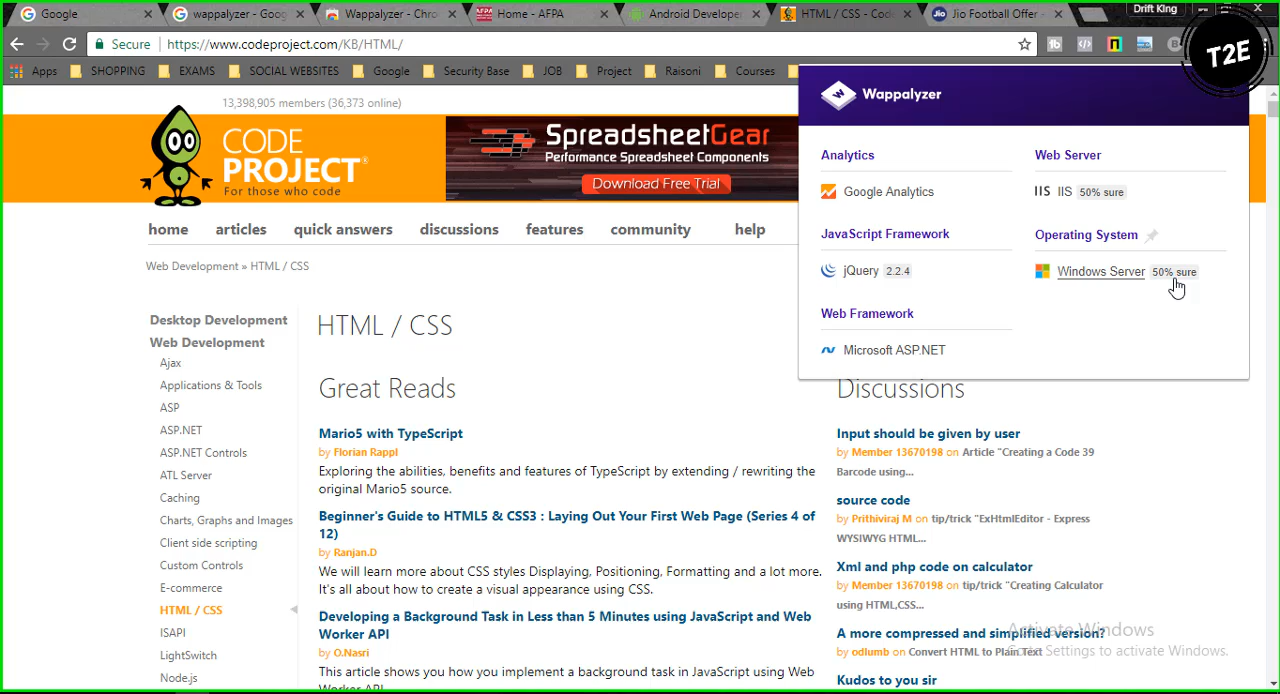 Google
wappalyzer - Goog
Wappalyzer - Chro
Home - AFPA
Android Develope
HTML / CSS - Cod
Jio Football Offer -
Drift King
Secure
https://www.codeproject.com/KB/HTML/
Apps
SHOPPING
EXAMS
SOCIAL WEBSITES
Google
Security Base
JOB
Project
Raisoni
Courses
T2E
13,398,905 members (36,373 online)
CODE
PROJECT
For those who code
SpreadsheetGear
Performance Spreadsheet Components
Download Free Trial
home
articles
quick answers
discussions
features
community
help
Web Development » HTML / CSS
Wappalyzer
Analytics
Google Analytics
JavaScript Framework
jQuery 2.2.4
Web Framework
Microsoft ASP.NET
Web Server
IIS IIS 50% sure
Operating System
Windows Server 50% sure
Desktop Development
Web Development
Ajax
Applications & Tools
ASP
ASP.NET
ASP.NET Controls
ATL Server
Caching
Charts, Graphs and Images
Client side scripting
Custom Controls
E-commerce
HTML / CSS
ISAPI
LightSwitch
Node.js
HTML / CSS
Great Reads
Mario5 with TypeScript
by Florian Rappl
Exploring the abilities, benefits and features of TypeScript by extending / rewriting the
original Mario5 source.
Beginner's Guide to HTML5 & CSS3 : Laying Out Your First Web Page (Series 4 of
12)
by Ranjan.D
We will learn more about CSS styles Displaying, Positioning, Formatting and a lot more.
It's all about how to create a visual appearance using CSS.
Developing a Background Task in Less than 5 Minutes using JavaScript and Web
Worker API
by O.Nasri
This article shows you how you implement a background task in JavaScript using Web
Worker API
Discussions
Input should be given by user
by Member 13670198 on Article "Creating a Code 39
Barcode using...
source code
by Prithiviraj M on tip/trick "ExHtmlEditor - Express
WYSIWYG HTML...
Xml and php code on calculator
by Member 13670198 on tip/trick "Creating Calculator
using HTML,CSS...
A more compressed and simplified version?
by odlumb on Convert HTML to Plain Text
Kudos to you sir
Activate Windows
Go to Settings to activate Windows.